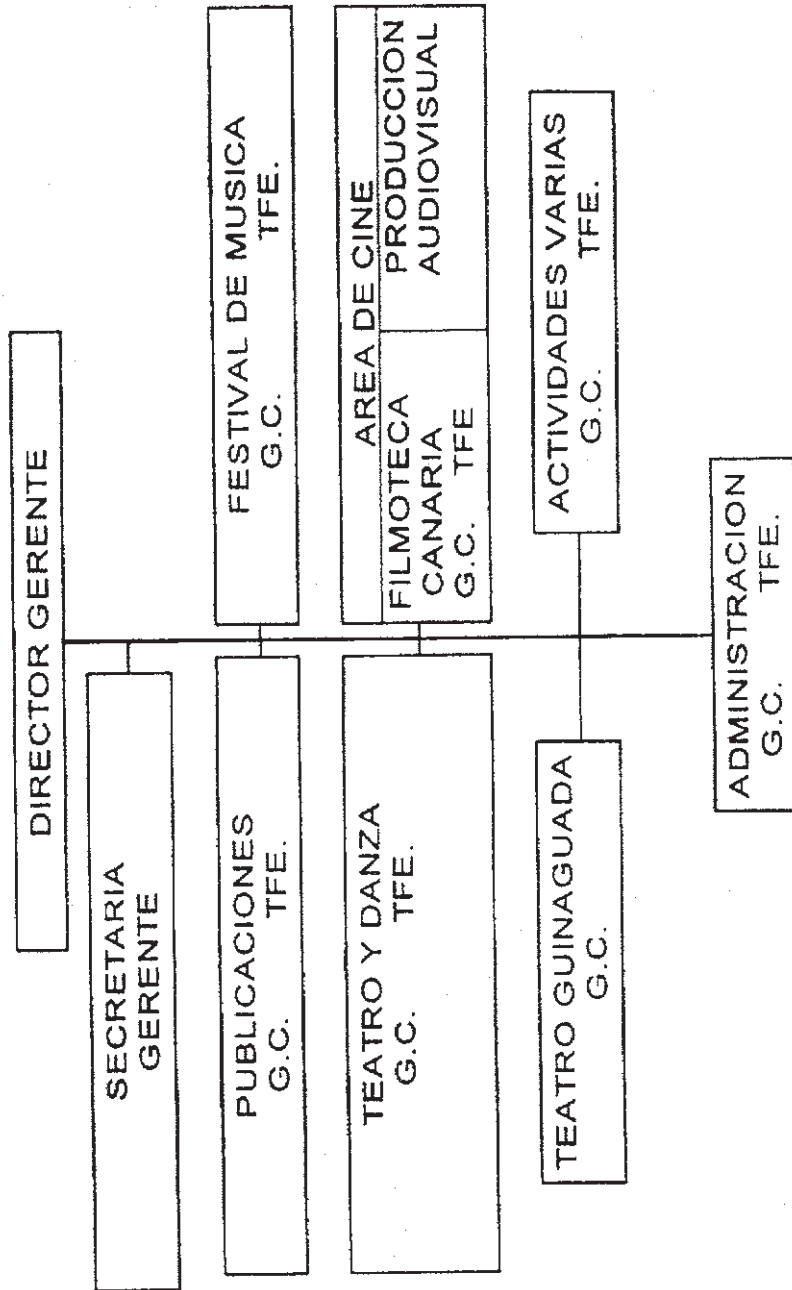 DIRECTOR GERENTE
SECRETARIA
GERENTE
PUBLICACIONES
G.C. TFE.
FESTIVAL DE MUSICA
G.C. TFE.
TEATRO Y DANZA
G.C. TFE.
AREA DE CINE
FILMOTECA
CANARIA
G.C. TFE
PRODUCCION
AUDIOVISUAL
TEATRO GUINAGUADA
G.C.
ACTIVIDADES VARIAS
G.C. TFE.
ADMINISTRACION
G.C. TFE.